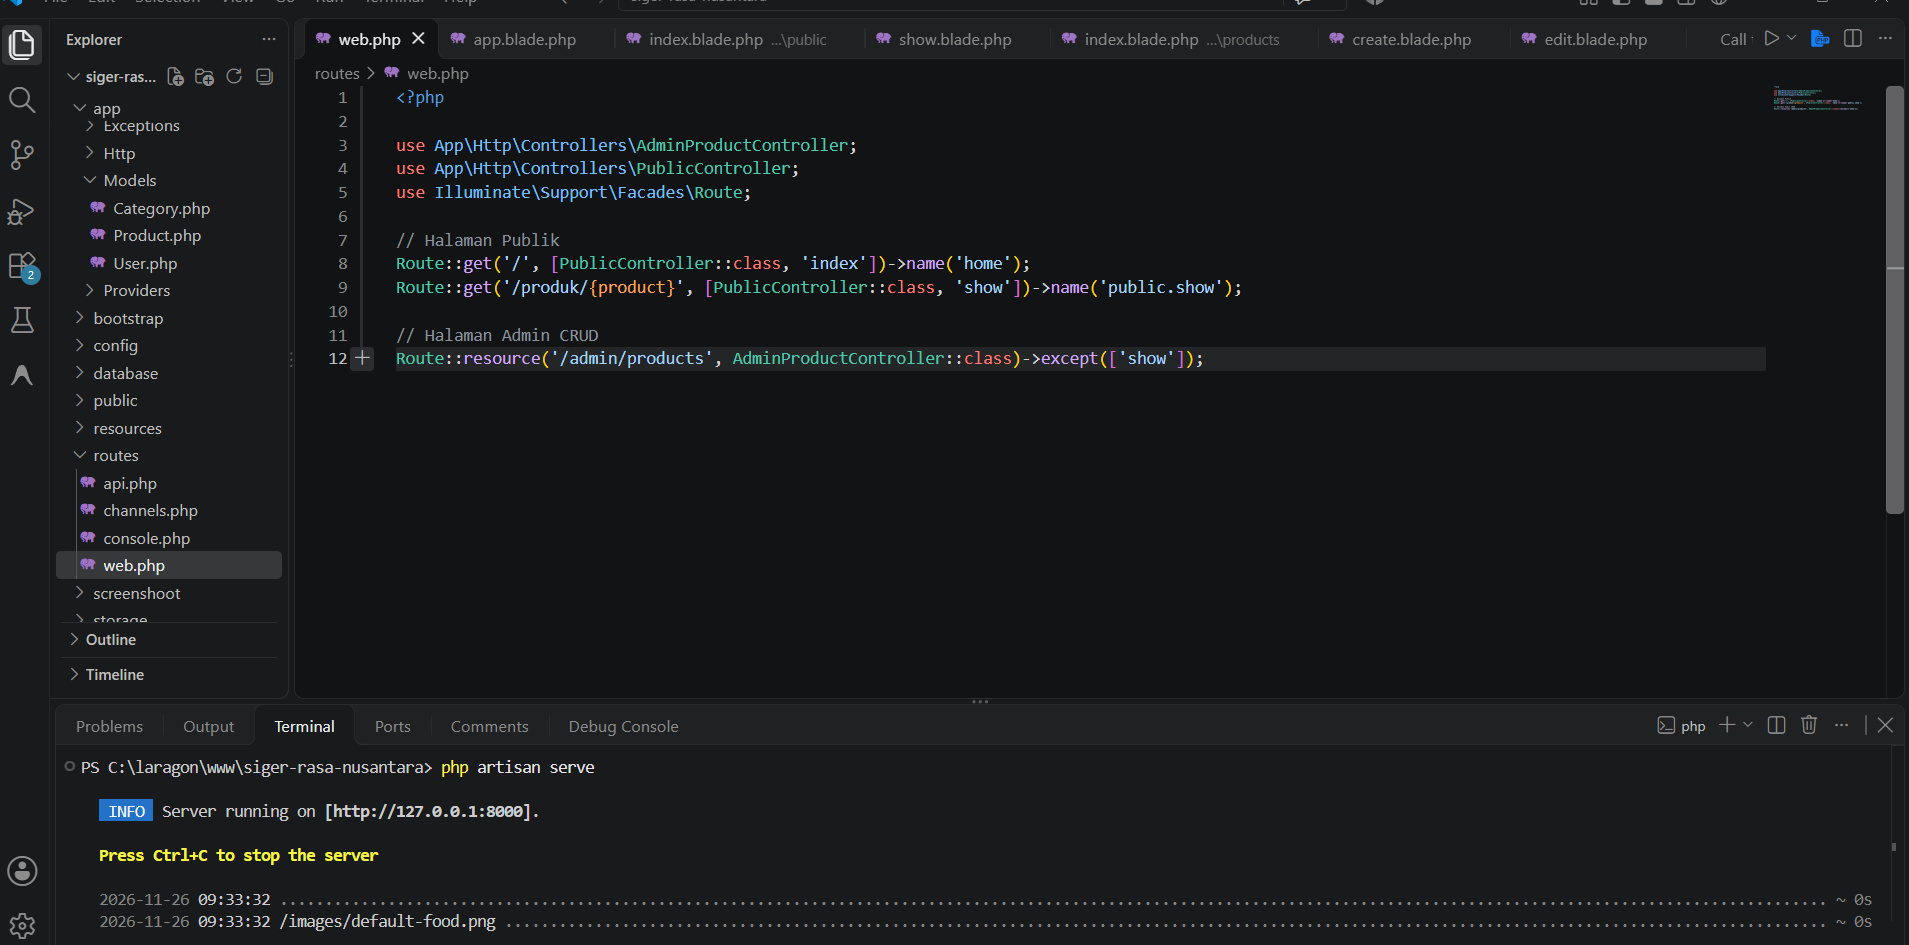 Explorer
siger-ras...
app
Exceptions
Http
Models
Category.php
Product.php
User.php
Providers
bootstrap
config
database
public
resources
routes
api.php
channels.php
console.php
web.php
screenshoot
storage
Outline
Timeline
2
web.php
app.blade.php
index.blade.php ...\public
show.blade.php
index.blade.php ...\products
create.blade.php
edit.blade.php
Call
routes > web.php
1 <?php
2
3 use App\Http\Controllers\AdminProductController;
4 use App\Http\Controllers\PublicController;
5 use Illuminate\Support\Facades\Route;
6
7 // Halaman Publik
8 Route::get('/', [PublicController::class, 'index'])->name('home');
9 Route::get('/produk/{product}', [PublicController::class, 'show'])->name('public.show');
10
11 // Halaman Admin CRUD
12 Route::resource('/admin/products', AdminProductController::class)->except(['show']);
Problems Output Terminal Ports Comments Debug Console
php
PS C:\laragon\www\siger-rasa-nusantara> php artisan serve
INFO Server running on [http://127.0.0.1:8000].
Press Ctrl+C to stop the server
2026-11-26 09:33:32 ........ ~ 0s
2026-11-26 09:33:32 /images/default-food.png ........ ~ 0s